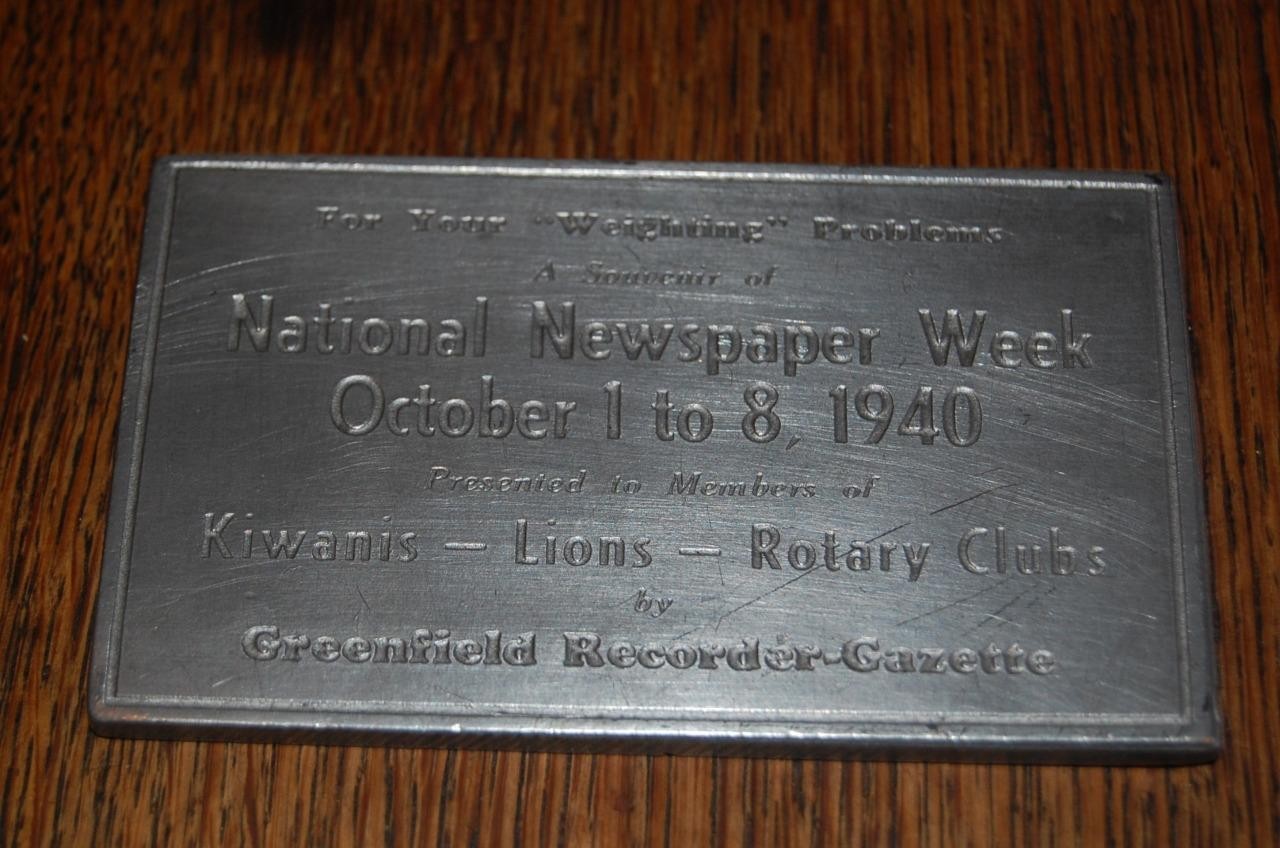 For Your "Weighting" Problems
A Souvenir of
National Newspaper Week
October 1 to 8, 1940
Presented to Members of
Kiwanis — Lions — Rotary Clubs
by
Greenfield Recorder-Gazette